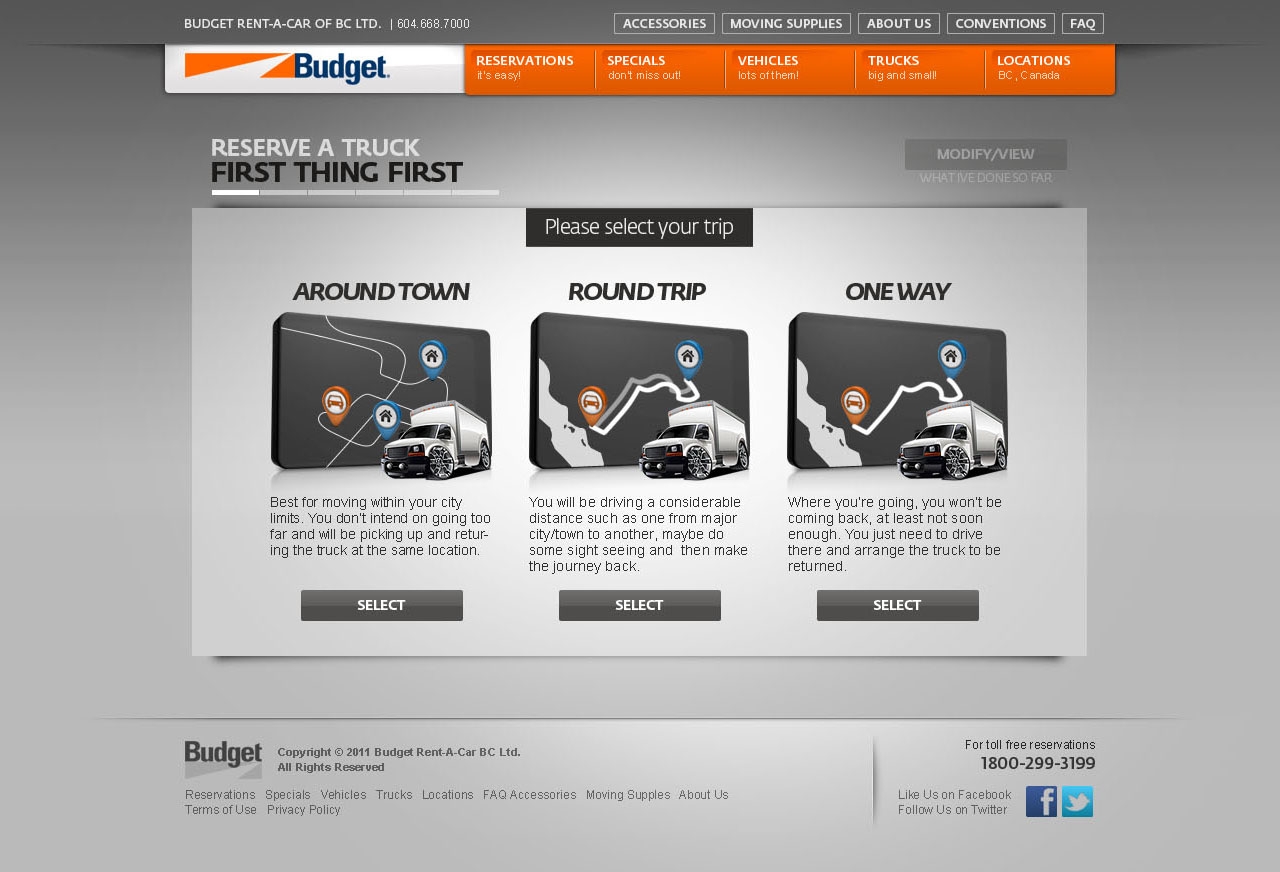 BUDGET RENT-A-CAR OF BC LTD. | 604.668.7000
ACCESSORIES
MOVING SUPPLIES
ABOUT US
CONVENTIONS
FAQ
Budget
RESERVATIONS
it's easy!
SPECIALS
don't miss out!
VEHICLES
lots of them!
TRUCKS
big and small!
LOCATIONS
BC , Canada
RESERVE A TRUCK
FIRST THING FIRST
MODIFY/VIEW
WHAT IVE DONE SO FAR
Please select your trip
AROUND TOWN
Best for moving within your city
limits. You don't intend on going too
far and will be picking up and retur-
ing the truck at the same location.
SELECT
ROUND TRIP
You will be driving a considerable
distance such as one from major
city/town to another, maybe do
some sight seeing and then make
the journey back.
SELECT
ONE WAY
Where you're going, you won't be
coming back, at least not soon
enough. You just need to drive
there and arrange the truck to be
returned.
SELECT
Budget
Copyright © 2011 Budget Rent-A-Car BC Ltd.
All Rights Reserved
Reservations Specials Vehicles Trucks Locations FAQ Accessories Moving Supples About Us
Terms of Use Privacy Policy
For toll free reservations
1800-299-3199
Like Us on Facebook
Follow Us on Twitter